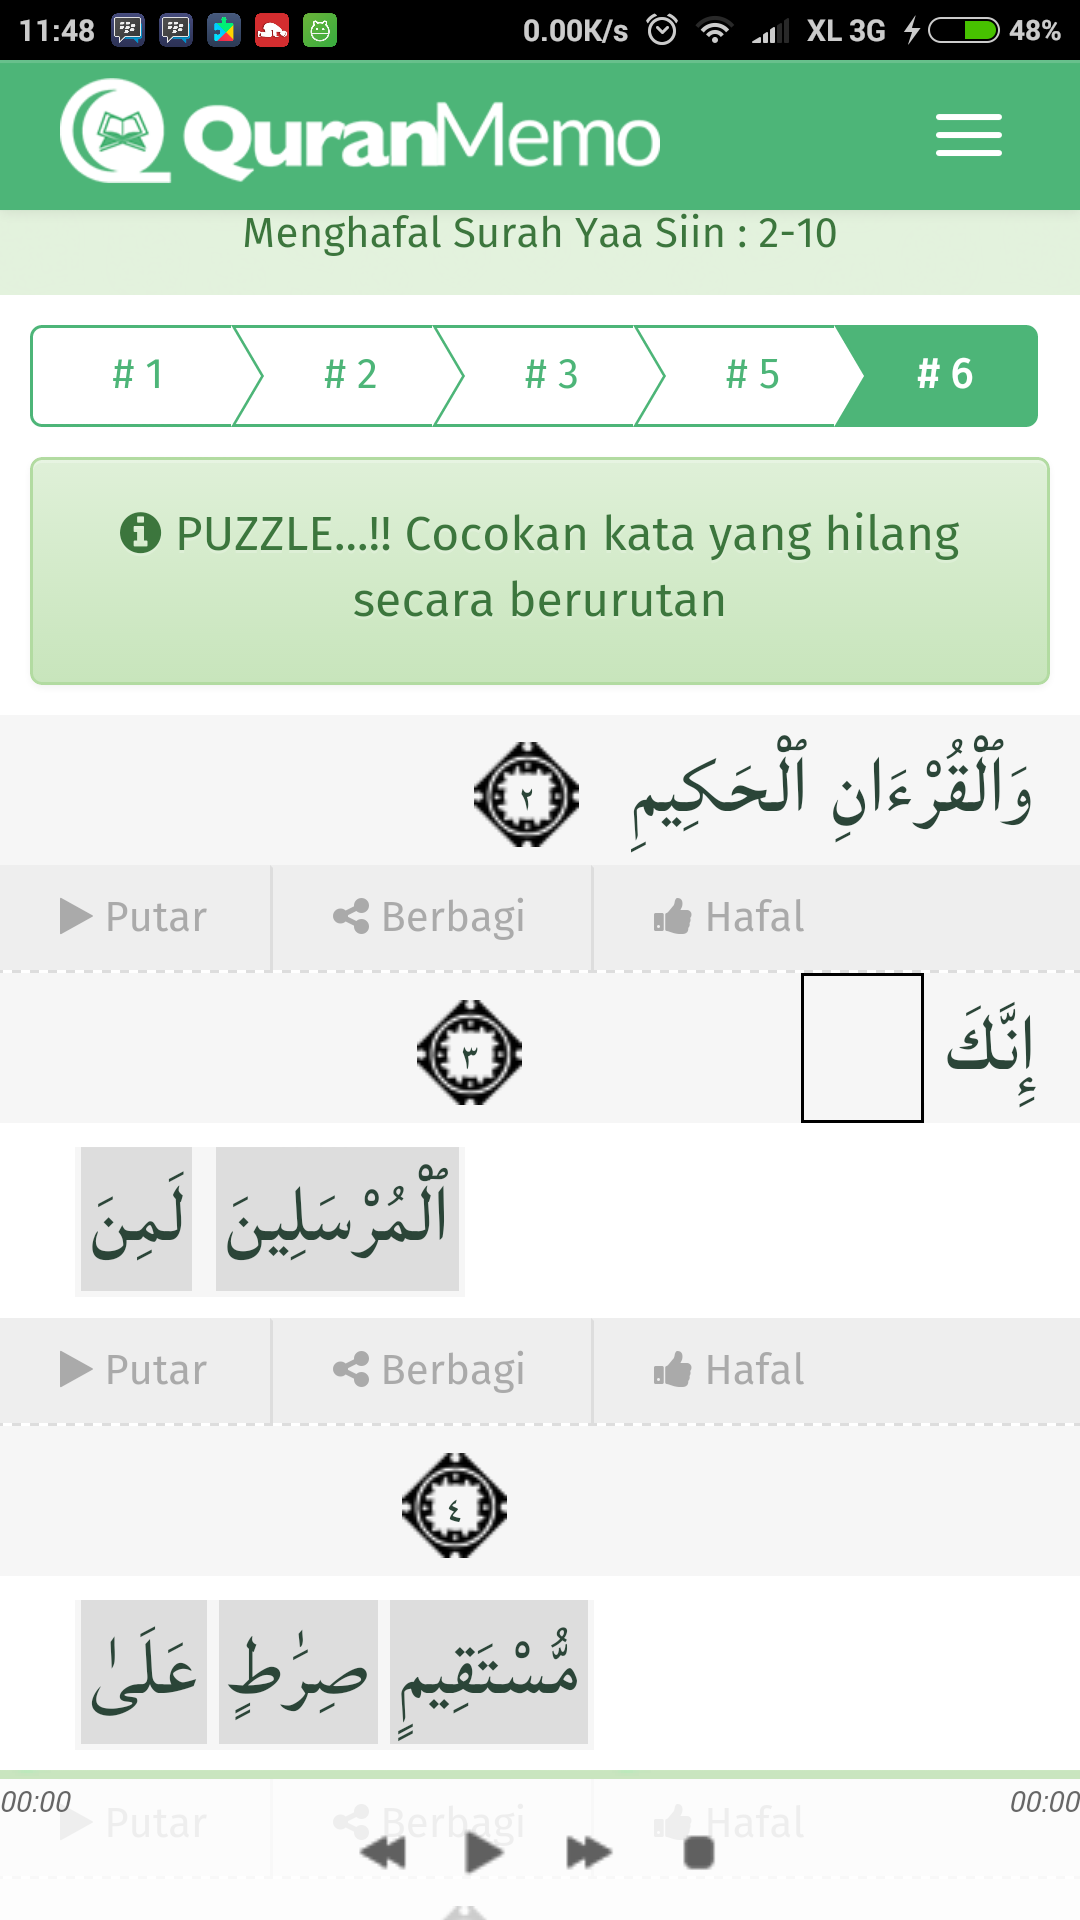 11:48 0.00K/s XL 3G 48%
QuranMemo
Menghafal Surah Yaa Siin : 2-10
# 1 # 2 # 3 # 5 # 6
PUZZLE...!! Cocokan kata yang hilang
secara berurutan
وَٱلْقُرْءَانِ ٱلْحَكِيمِ ٢
Putar Berbagi Hafal
إِنَّكَ ٣
ٱلْمُرْسَلِينَ لَمِنَ
Putar Berbagi Hafal
٤
مُّسْتَقِيمٍ صِرَٰطٍ عَلَىٰ
00:00 00:00
Putar Berbagi Hafal